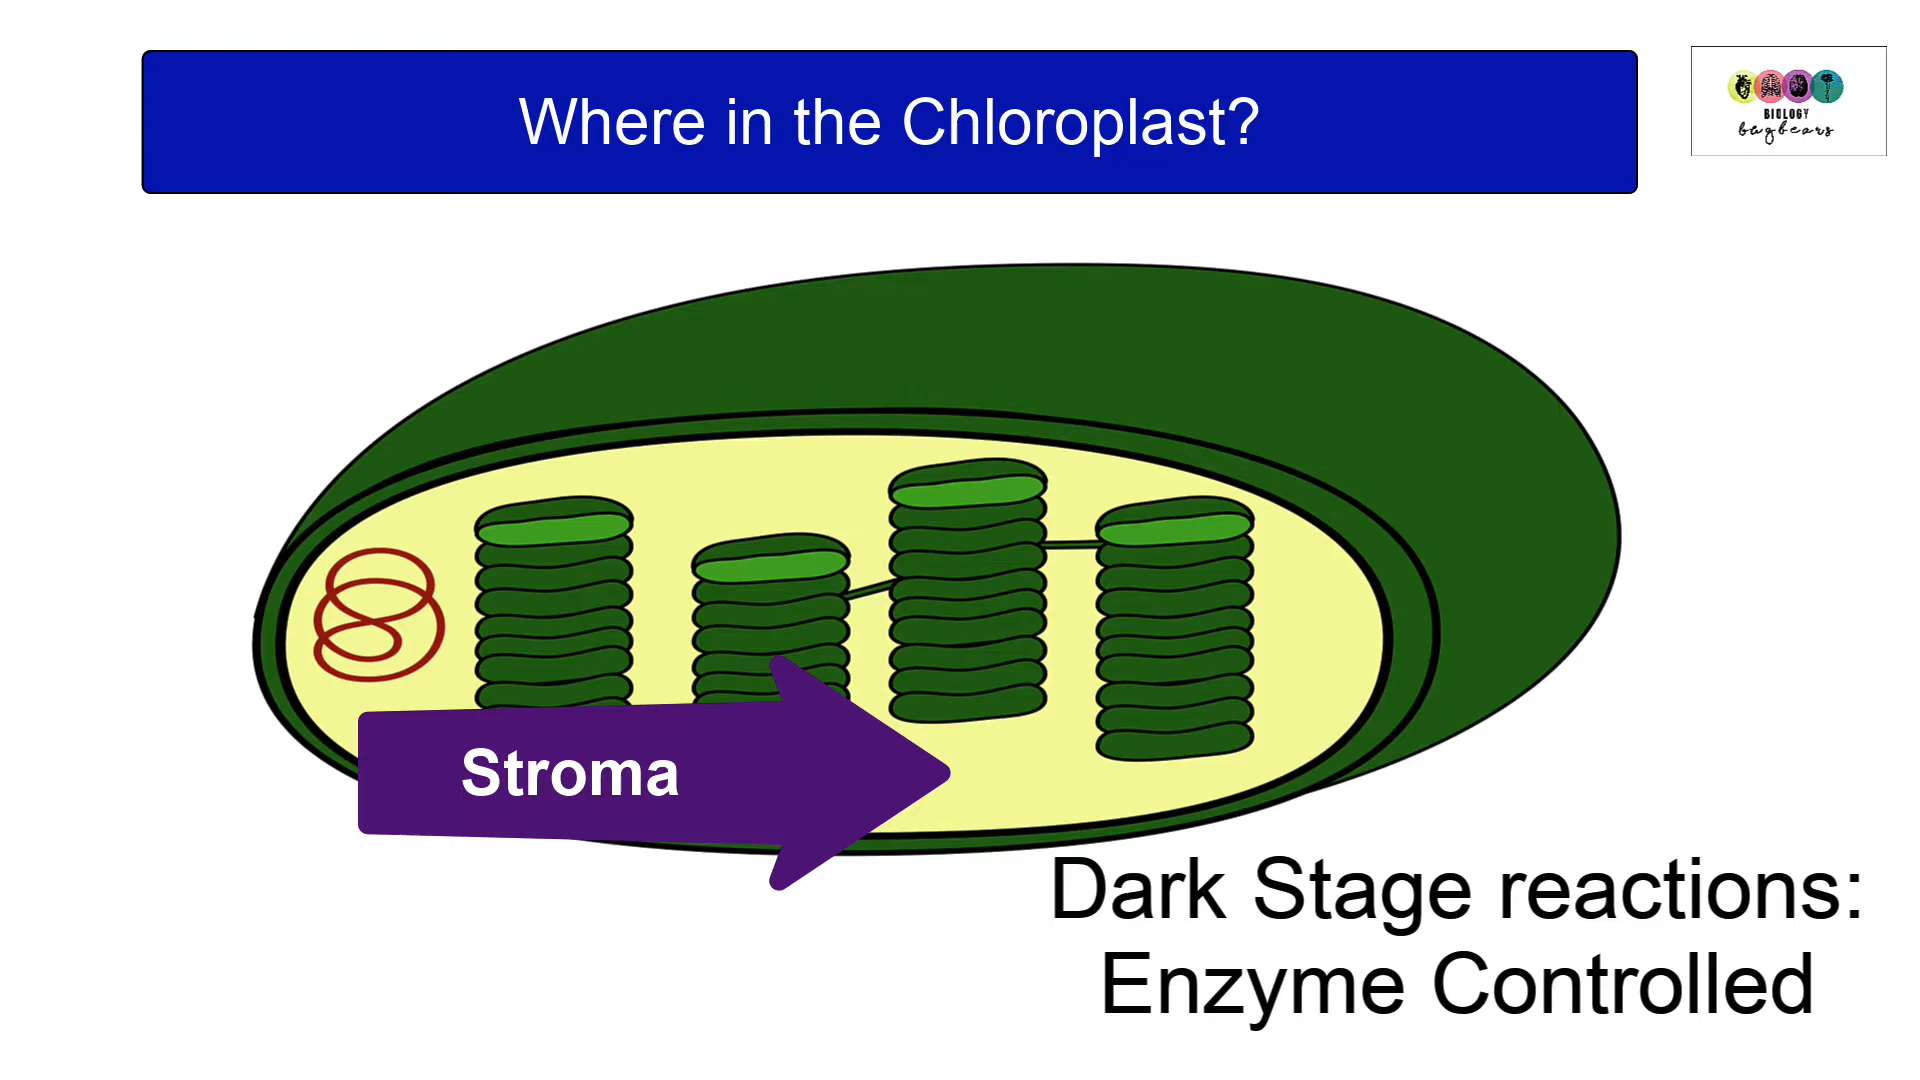 Where in the Chloroplast?
BIOLOGY
bugbears
Stroma
Dark Stage reactions:
Enzyme Controlled